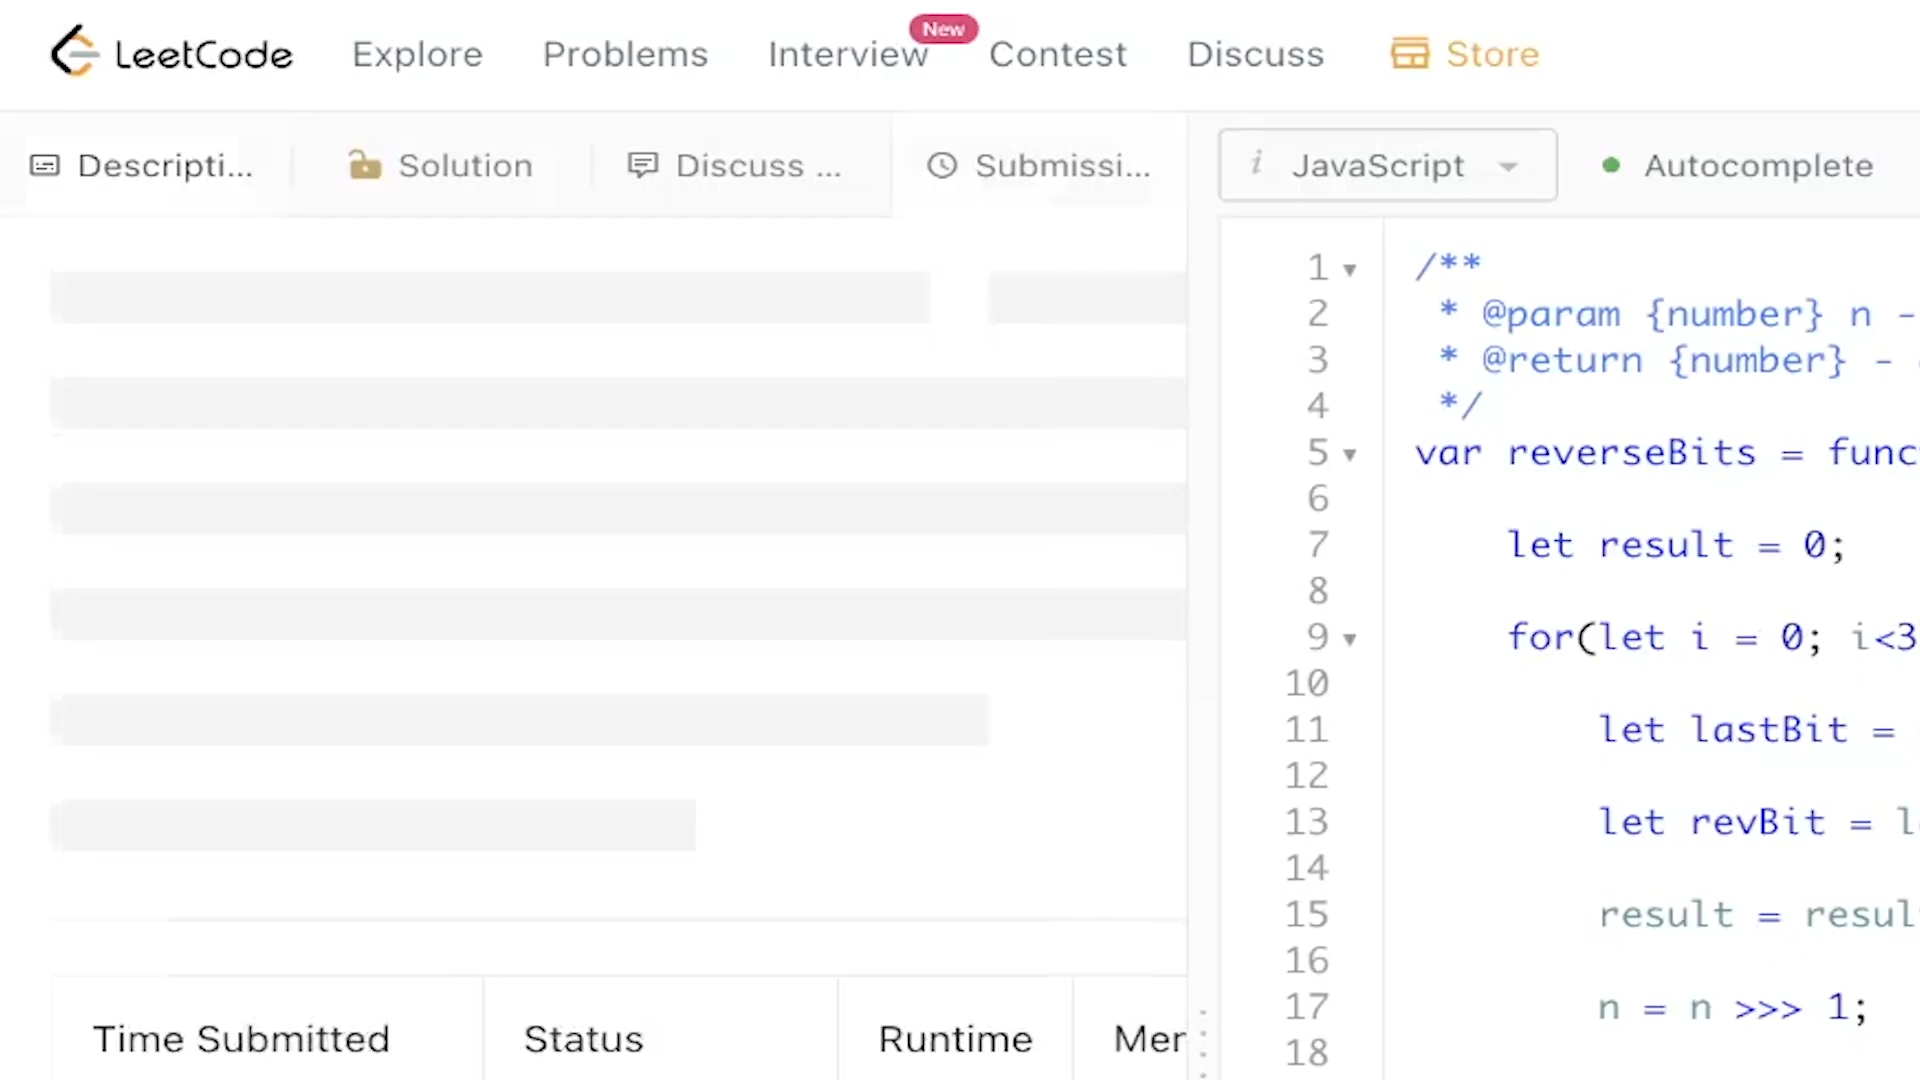 LeetCode Explore Problems Interview New Contest Discuss Store
Descripti... Solution Discuss ... Submissi...
i JavaScript Autocomplete
1 /**
2 * @param {number} n -
3 * @return {number} -
4 */
5 var reverseBits = func
6
7 let result = 0;
8
9 for(let i = 0; i<3
10
11 let lastBit =
12
13 let revBit = l
14
15 result = resul
16
17 n = n >>> 1;
18
Time Submitted Status Runtime Mer